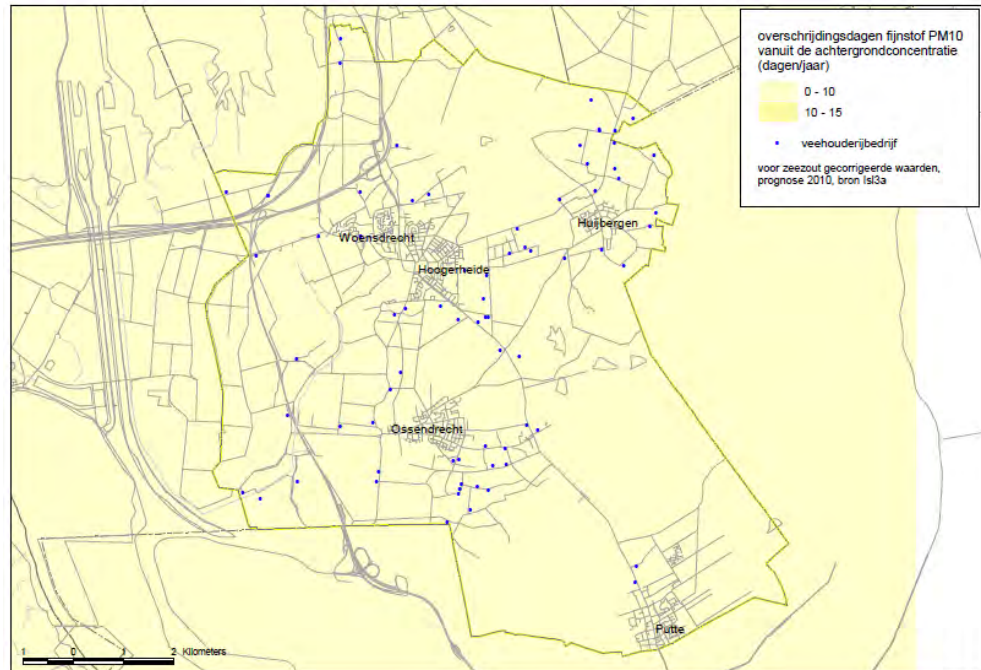 overschrijdingsdagen fijnstof PM10
vanuit de achtergrondconcentratie
(dagen/jaar)
0 - 10
10 - 15
veehouderijbedrijf
voor zeezout gecorrigeerde waarden,
prognose 2010, bron Isl3a
Huijbergen
Woensdrecht
Hoogerheide
Ossendrecht
Putte
1 0 1 2 Kilometers